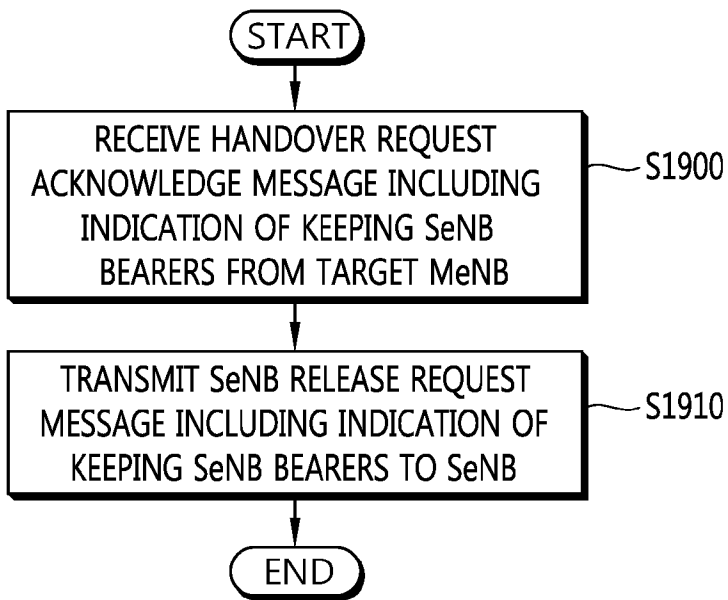 START
RECEIVE HANDOVER REQUEST
ACKNOWLEDGE MESSAGE INCLUDING
INDICATION OF KEEPING SeNB
BEARERS FROM TARGET MeNB
S1900
TRANSMIT SeNB RELEASE REQUEST
MESSAGE INCLUDING INDICATION OF
KEEPING SeNB BEARERS TO SeNB
S1910
END